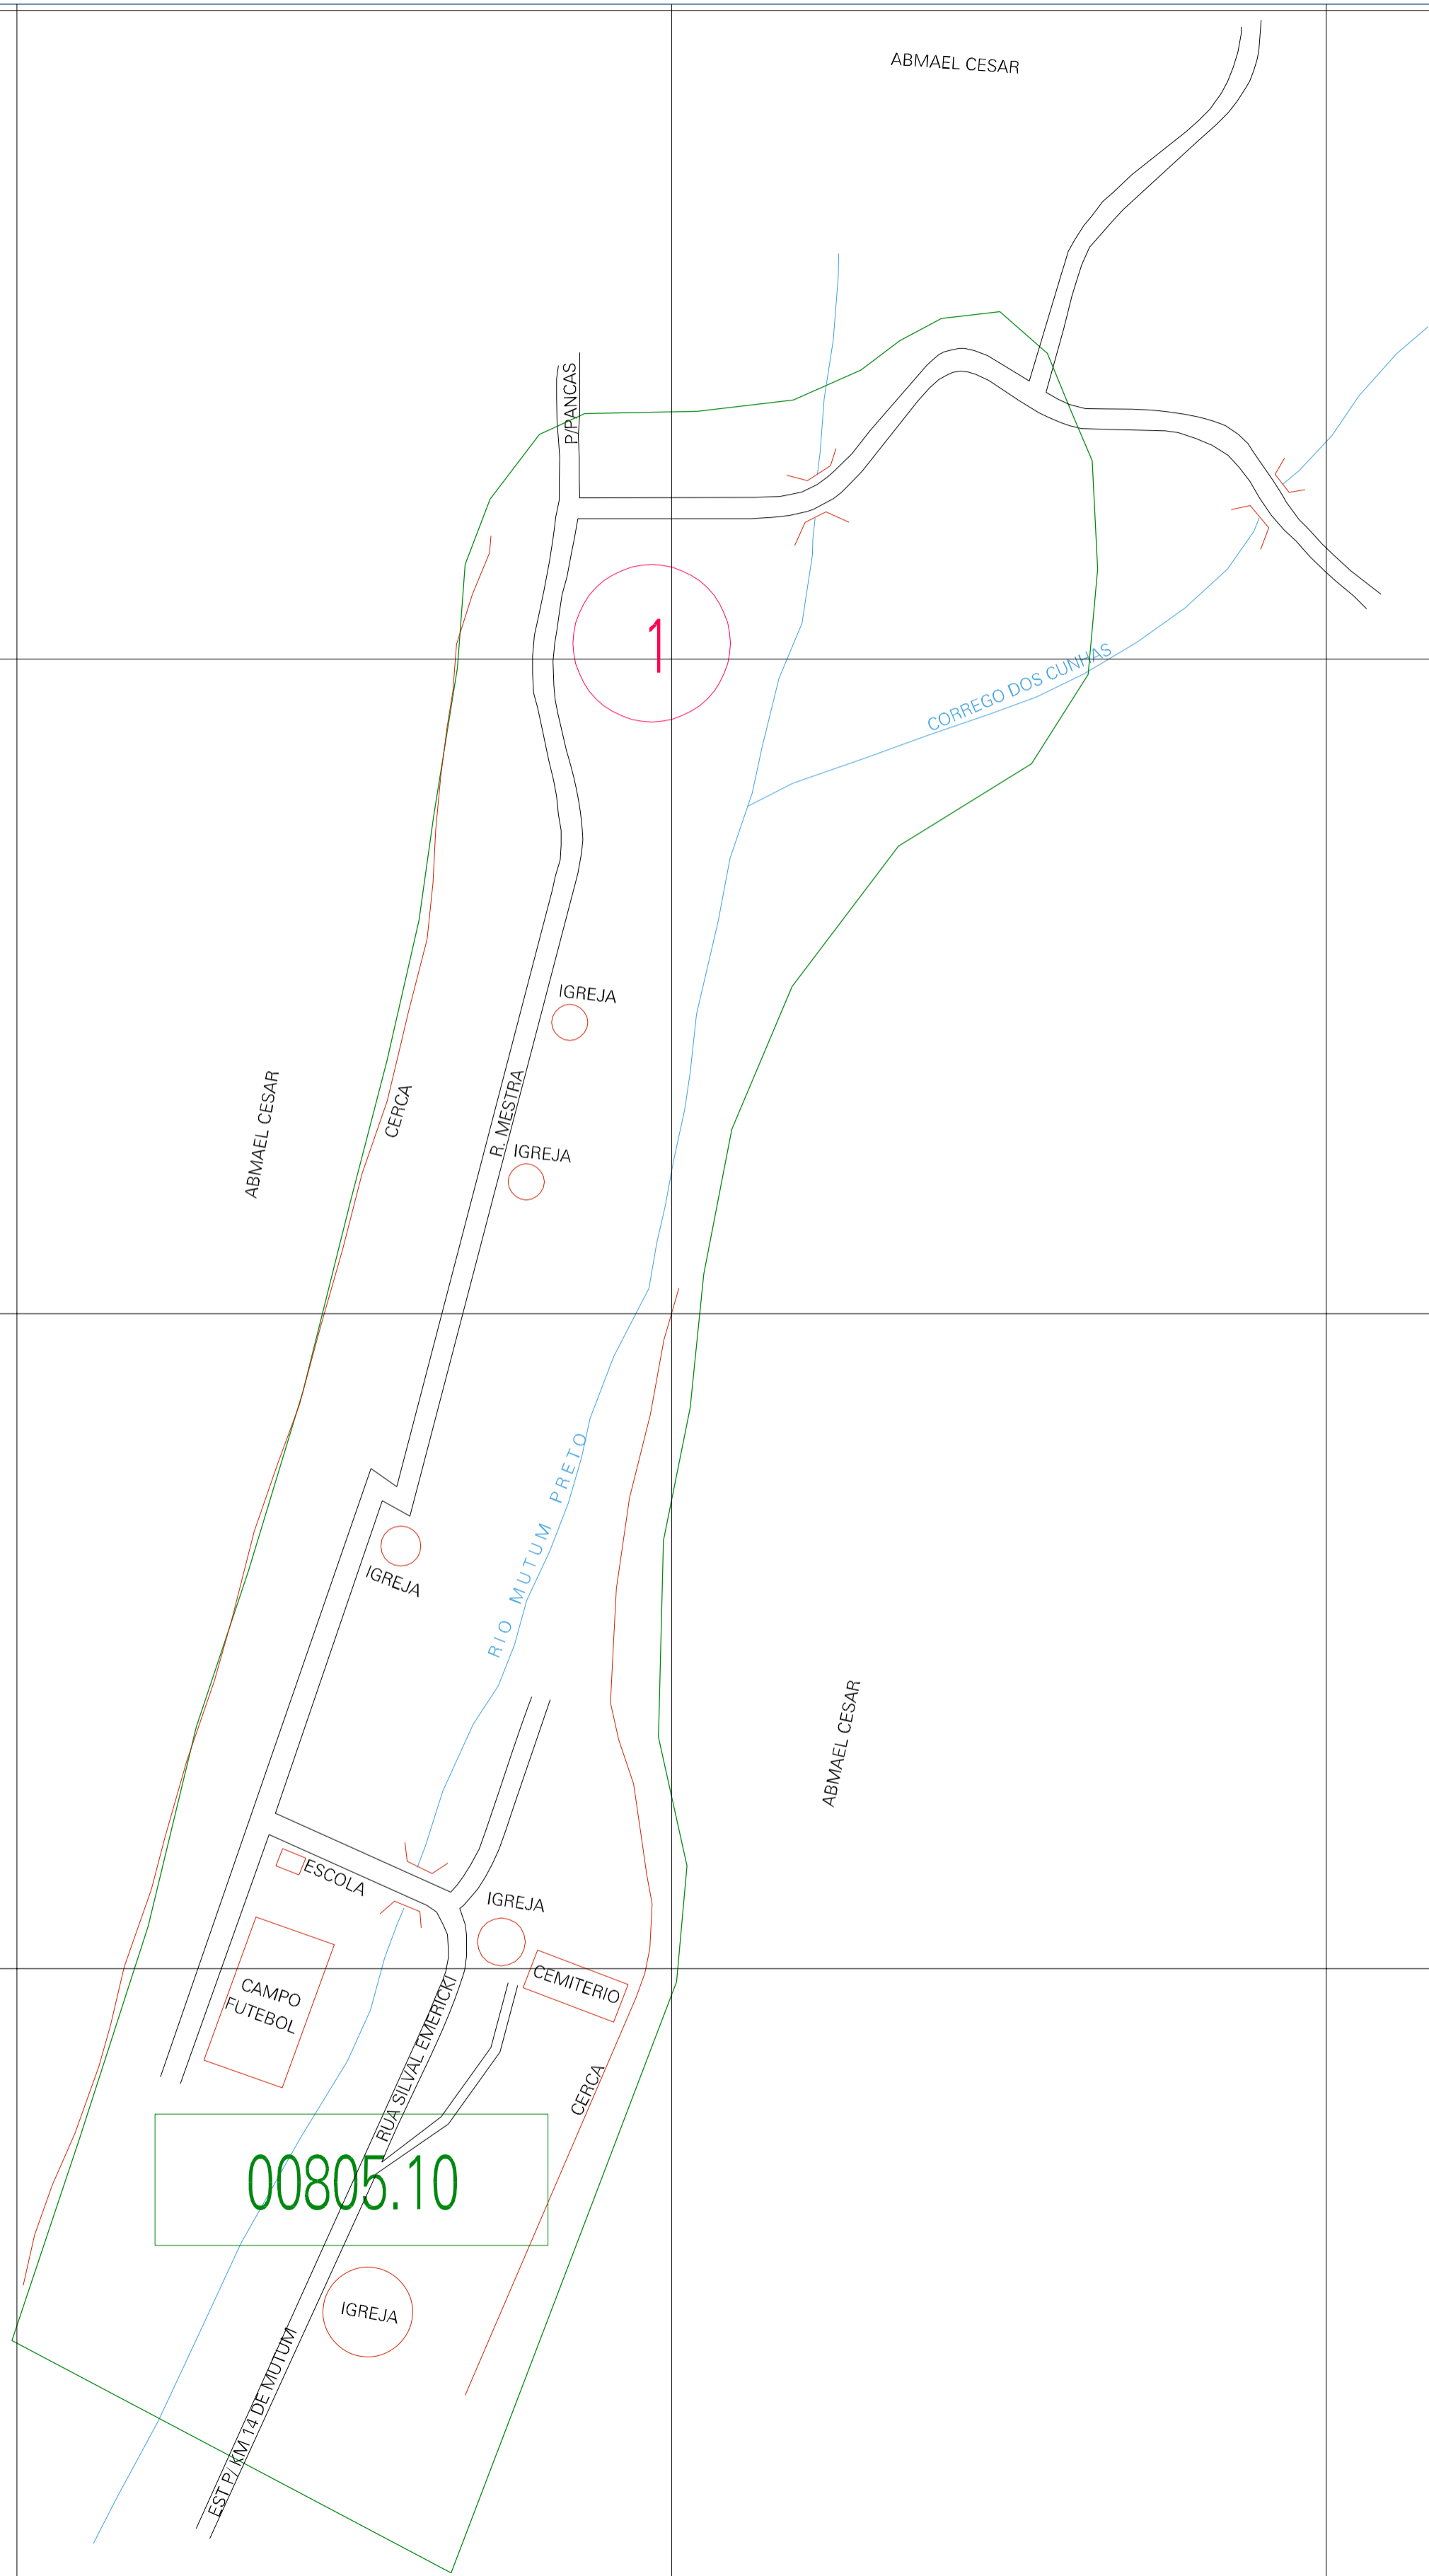 ABMAEL CESAR
P/PANCAS
1
CORREGO DOS CUNHAS
IGREJA
R. MESTRA
IGREJA
ABMAEL CESAR
CERCA
RIO MUTUM PRETO
IGREJA
ABMAEL CESAR
ESCOLA
IGREJA
CEMITERIO
CAMPO
FUTEBOL
RUA SILVAL EMERICKI
CERCA
00805.10
IGREJA
EST P/ KM 14 DE MUTUM